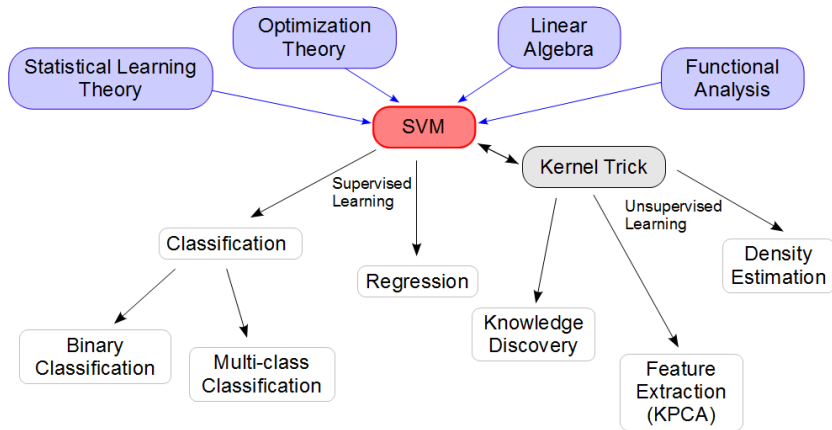 Optimization
Theory
Linear
Algebra
Statistical Learning
Theory
Functional
Analysis
SVM
Kernel Trick
Supervised
Learning
Unsupervised
Learning
Classification
Regression
Density
Estimation
Binary
Classification
Multi-class
Classification
Knowledge
Discovery
Feature
Extraction
(KPCA)